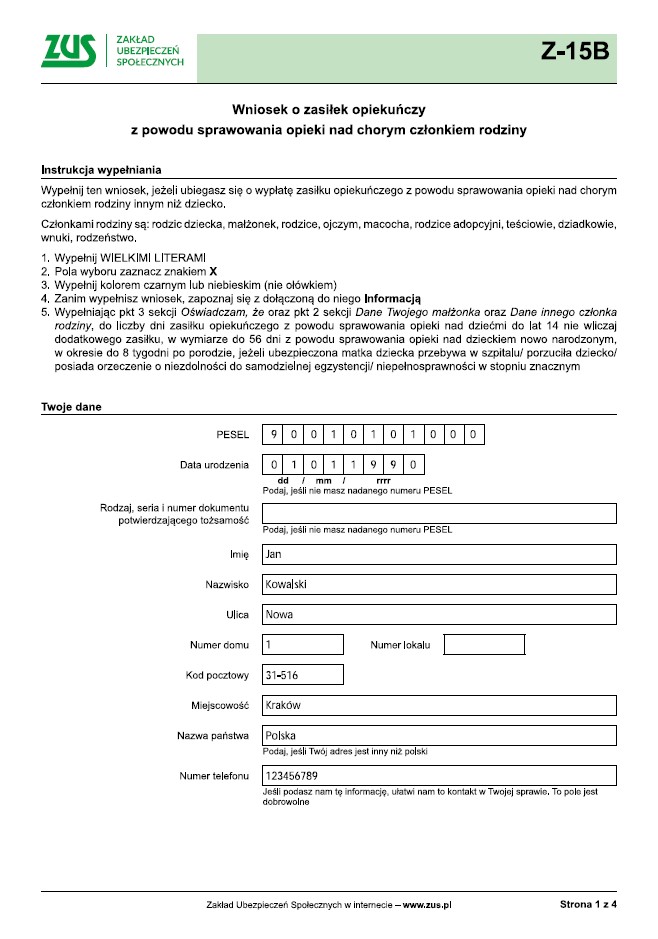 ZUS
ZAKŁAD
UBEZPIECZEŃ
SPOŁECZNYCH
Z-15B
Wniosek o zasiłek opiekuńczy
z powodu sprawowania opieki nad chorym członkiem rodziny
Instrukcja wypełniania
Wypełnij ten wniosek, jeżeli ubiegasz się o wypłatę zasiłku opiekuńczego z powodu sprawowania opieki nad chorym
członkiem rodziny innym niż dziecko.
Członkami rodziny są: rodzic dziecka, małżonek, rodzice, ojczym, macocha, rodzice adopcyjni, teściowie, dziadkowie,
wnuki, rodzeństwo.
1. Wypełnij WIELKIMI LITERAMI
2. Pola wyboru zaznacz znakiem X
3. Wypełnij kolorem czarnym lub niebieskim (nie ołówkiem)
4. Zanim wypełnisz wniosek, zapoznaj się z dołączoną do niego Informacją
5. Wypełniając pkt 3 sekcji Oświadczam, że oraz pkt 2 sekcji Dane Twojego małżonka oraz Dane innego członka
rodziny, do liczby dni zasiłku opiekuńczego z powodu sprawowania opieki nad dziećmi do lat 14 nie wliczaj
dodatkowego zasiłku, w wymiarze do 56 dni z powodu sprawowania opieki nad dzieckiem nowo narodzonym,
w okresie do 8 tygodni po porodzie, jeżeli ubezpieczona matka dziecka przebywa w szpitalu/ porzuciła dziecko/
posiada orzeczenie o niezdolności do samodzielnej egzystencji/ niepełnosprawności w stopniu znacznym
Twoje dane
PESEL 9 0 0 1 0 1 0 1 0 0 0
Data urodzenia 0 1 0 1 1 9 9 0
dd / mm / rrrr
Podaj, jeśli nie masz nadanego numeru PESEL
Rodzaj, seria i numer dokumentu
potwierdzającego tożsamość
Podaj, jeśli nie masz nadanego numeru PESEL
Imię Jan
Nazwisko Kowalski
Ulica Nowa
Numer domu 1 Numer lokalu
Kod pocztowy 31-516
Miejscowość Kraków
Nazwa państwa Polska
Podaj, jeśli Twój adres jest inny niż polski
Numer telefonu 123456789
Jeśli podasz nam tę informację, ułatwi nam to kontakt w Twojej sprawie. To pole jest
dobrowolne
Zakład Ubezpieczeń Społecznych w internecie – www.zus.pl Strona 1 z 4